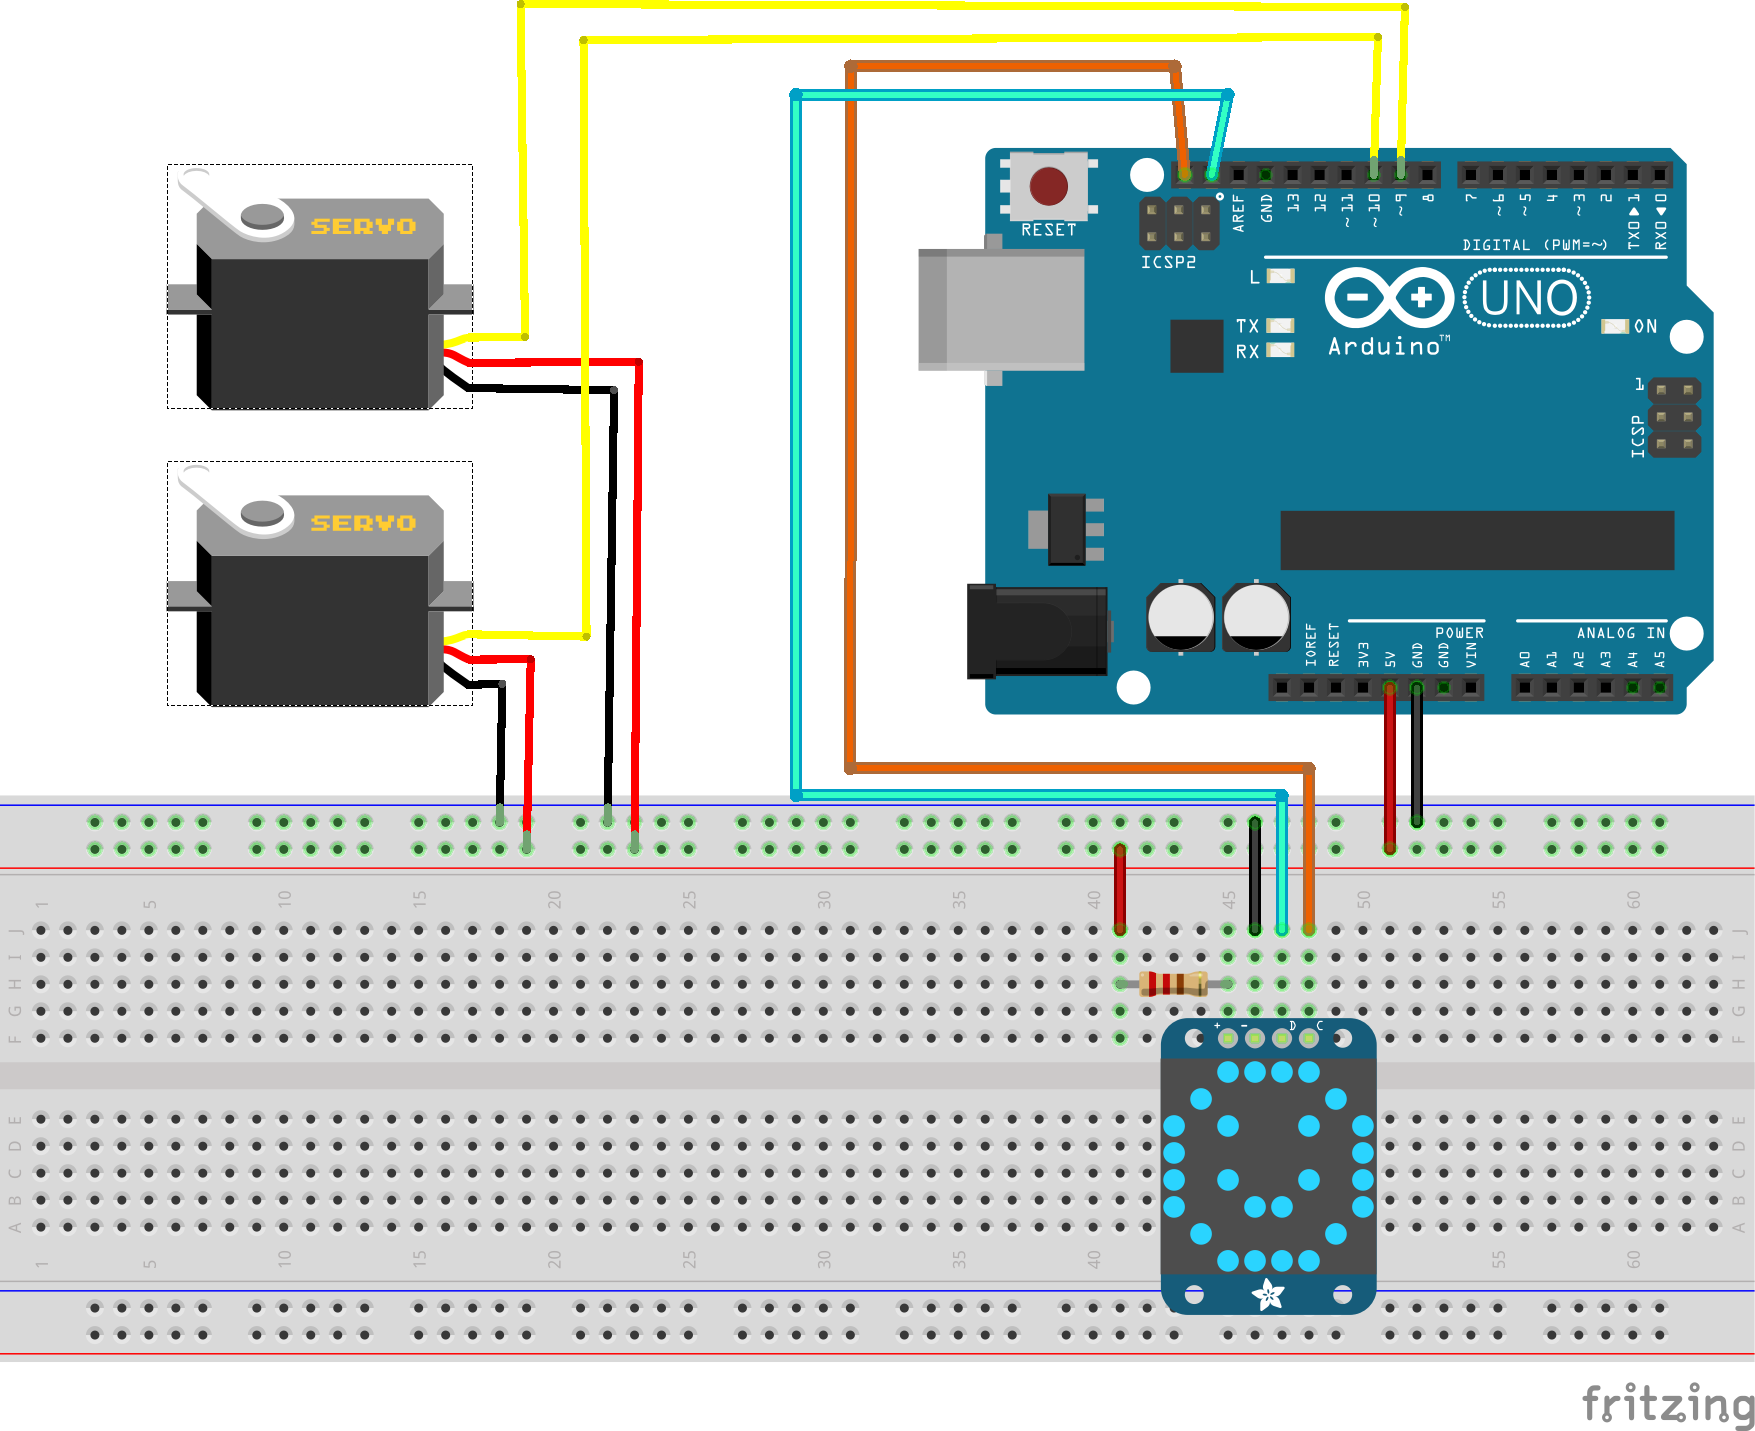 SERVO
SERVO
RESET
ICSP2
AREF
GND
13
12
~11
~10
~9
8
7
~6
~5
4
~3
2
TX0▶1
RX0◀0
DIGITAL (PWM=~)
L
TX
RX
UNO
Arduino™
ON
1
ICSP
IOREF
RESET
3V3
5V
GND
GND
VIN
POWER
ANALOG IN
A0
A1
A2
A3
A4
A5
1 5 10 15 20 25 30 35 40 45 50 55 60
J J
I I
H H
G G
F F
+ - D C
E E
D D
C C
B B
A A
1 5 10 15 20 25 30 35 40 55 60
fritzing